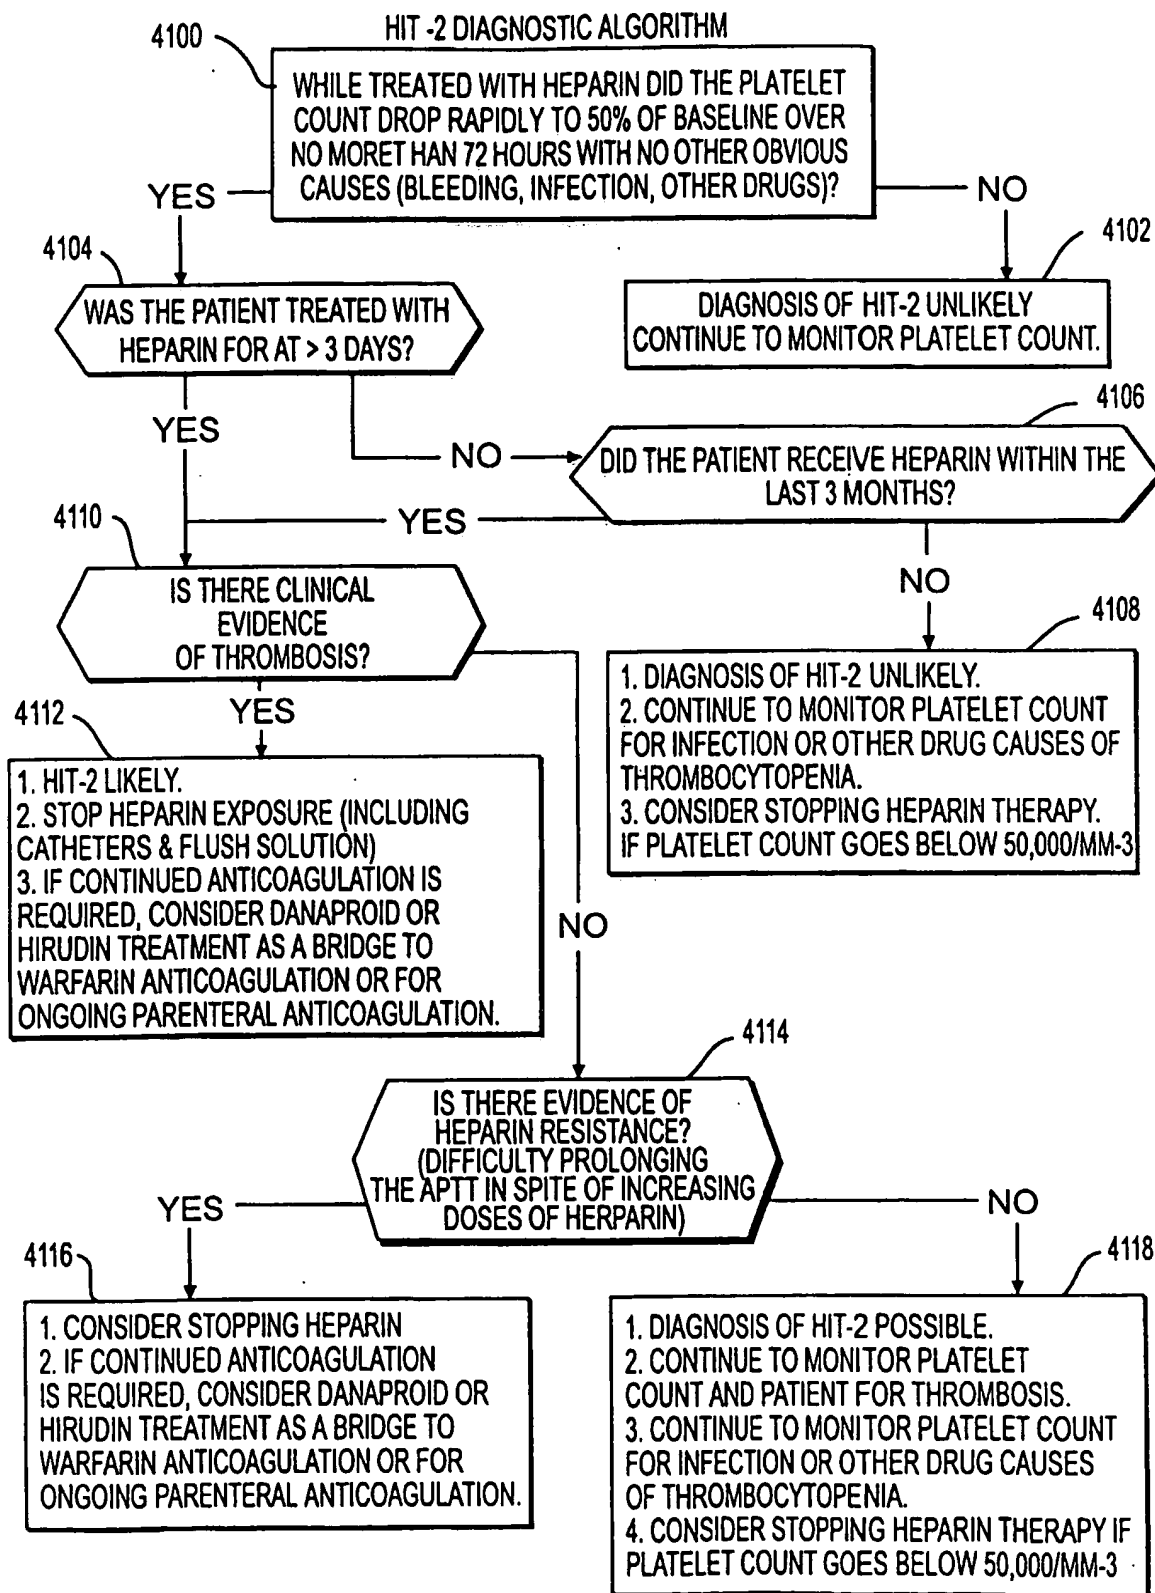 HIT -2 DIAGNOSTIC ALGORITHM
4100
WHILE TREATED WITH HEPARIN DID THE PLATELET
COUNT DROP RAPIDLY TO 50% OF BASELINE OVER
NO MORET HAN 72 HOURS WITH NO OTHER OBVIOUS
CAUSES (BLEEDING, INFECTION, OTHER DRUGS)?
YES
NO
4104
4102
WAS THE PATIENT TREATED WITH
HEPARIN FOR AT > 3 DAYS?
DIAGNOSIS OF HIT-2 UNLIKELY
CONTINUE TO MONITOR PLATELET COUNT.
YES
NO
4106
DID THE PATIENT RECEIVE HEPARIN WITHIN THE
LAST 3 MONTHS?
YES
NO
4110
IS THERE CLINICAL
EVIDENCE
OF THROMBOSIS?
4108
1. DIAGNOSIS OF HIT-2 UNLIKELY.
2. CONTINUE TO MONITOR PLATELET COUNT
FOR INFECTION OR OTHER DRUG CAUSES OF
THROMBOCYTOPENIA.
3. CONSIDER STOPPING HEPARIN THERAPY.
IF PLATELET COUNT GOES BELOW 50,000/MM-3
YES
4112
1. HIT-2 LIKELY.
2. STOP HEPARIN EXPOSURE (INCLUDING
CATHETERS & FLUSH SOLUTION)
3. IF CONTINUED ANTICOAGULATION IS
REQUIRED, CONSIDER DANAPROID OR
HIRUDIN TREATMENT AS A BRIDGE TO
WARFARIN ANTICOAGULATION OR FOR
ONGOING PARENTERAL ANTICOAGULATION.
NO
4114
IS THERE EVIDENCE OF
HEPARIN RESISTANCE?
(DIFFICULTY PROLONGING
THE APTT IN SPITE OF INCREASING
DOSES OF HERPARIN)
YES
NO
4116
1. CONSIDER STOPPING HEPARIN
2. IF CONTINUED ANTICOAGULATION
IS REQUIRED, CONSIDER DANAPROID OR
HIRUDIN TREATMENT AS A BRIDGE TO
WARFARIN ANTICOAGULATION OR FOR
ONGOING PARENTERAL ANTICOAGULATION.
4118
1. DIAGNOSIS OF HIT-2 POSSIBLE.
2. CONTINUE TO MONITOR PLATELET
COUNT AND PATIENT FOR THROMBOSIS.
3. CONTINUE TO MONITOR PLATELET COUNT
FOR INFECTION OR OTHER DRUG CAUSES
OF THROMBOCYTOPENIA.
4. CONSIDER STOPPING HEPARIN THERAPY IF
PLATELET COUNT GOES BELOW 50,000/MM-3